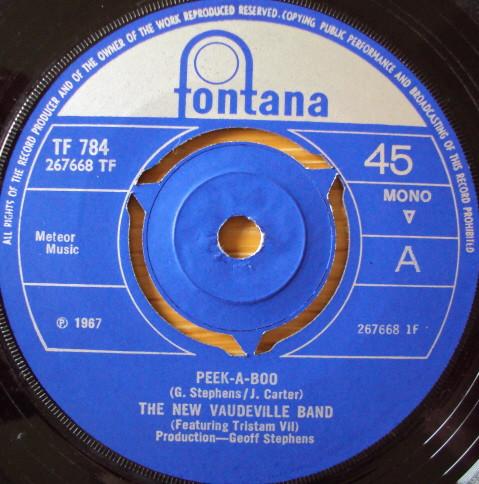 ALL RIGHTS OF THE RECORD PRODUCER AND OF THE OWNER OF THE WORK REPRODUCED RESERVED. COPYING PUBLIC PERFORMANCE AND BROADCASTING OF THIS RECORD PROHIBITED
fontana
TF 784
267668 TF
45
MONO
A
Meteor
Music
℗ 1967
267668 1F
PEEK-A-BOO
(G. Stephens/J. Carter)
THE NEW VAUDEVILLE BAND
(Featuring Tristam VII)
Production—Geoff Stephens